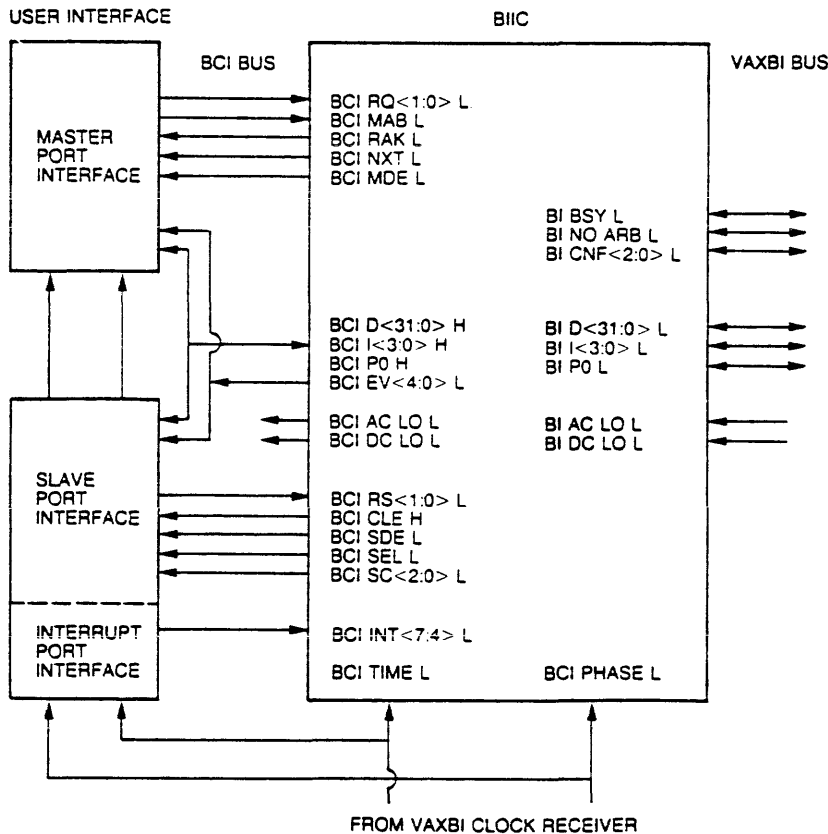 USER INTERFACE
BIIC
BCI BUS
VAXBI BUS
MASTER
PORT
INTERFACE
BCI RQ<1:0> L
BCI MAB L
BCI RAK L
BCI NXT L
BCI MDE L
BI BSY L
BI NO ARB L
BI CNF<2:0> L
BCI D<31:0> H
BCI I<3:0> H
BCI P0 H
BCI EV<4:0> L
BI D<31:0> L
BI I<3:0> L
BI P0 L
BCI AC LO L
BCI DC LO L
BI AC LO L
BI DC LO L
SLAVE
PORT
INTERFACE
BCI RS<1:0> L
BCI CLE H
BCI SDE L
BCI SEL L
BCI SC<2:0> L
INTERRUPT
PORT
INTERFACE
BCI INT<7:4> L
BCI TIME L
BCI PHASE L
FROM VAXBI CLOCK RECEIVER